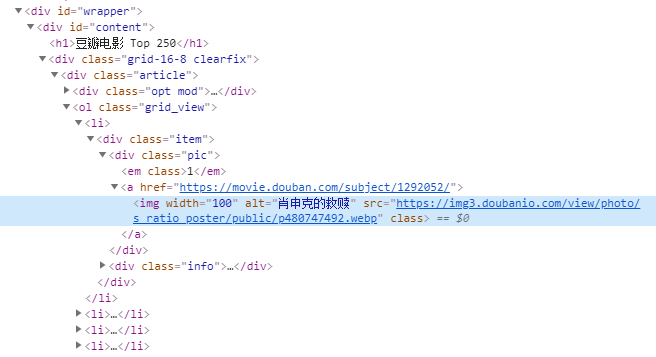 <div id="wrapper">
<div id="content">
<h1>豆瓣电影 Top 250</h1>
<div class="grid-16-8 clearfix">
<div class="article">
<div class="opt mod">…</div>
<ol class="grid_view">
<li>
<div class="item">
<div class="pic">
<em class>1</em>
<a href="https://movie.douban.com/subject/1292052/">
<img width="100" alt="肖申克的救赎" src="https://img3.doubanio.com/view/photo/
s_ratio_poster/public/p480747492.webp" class> == $0
</a>
</div>
<div class="info">…</div>
</div>
</li>
<li>…</li>
<li>…</li>
<li>…</li>